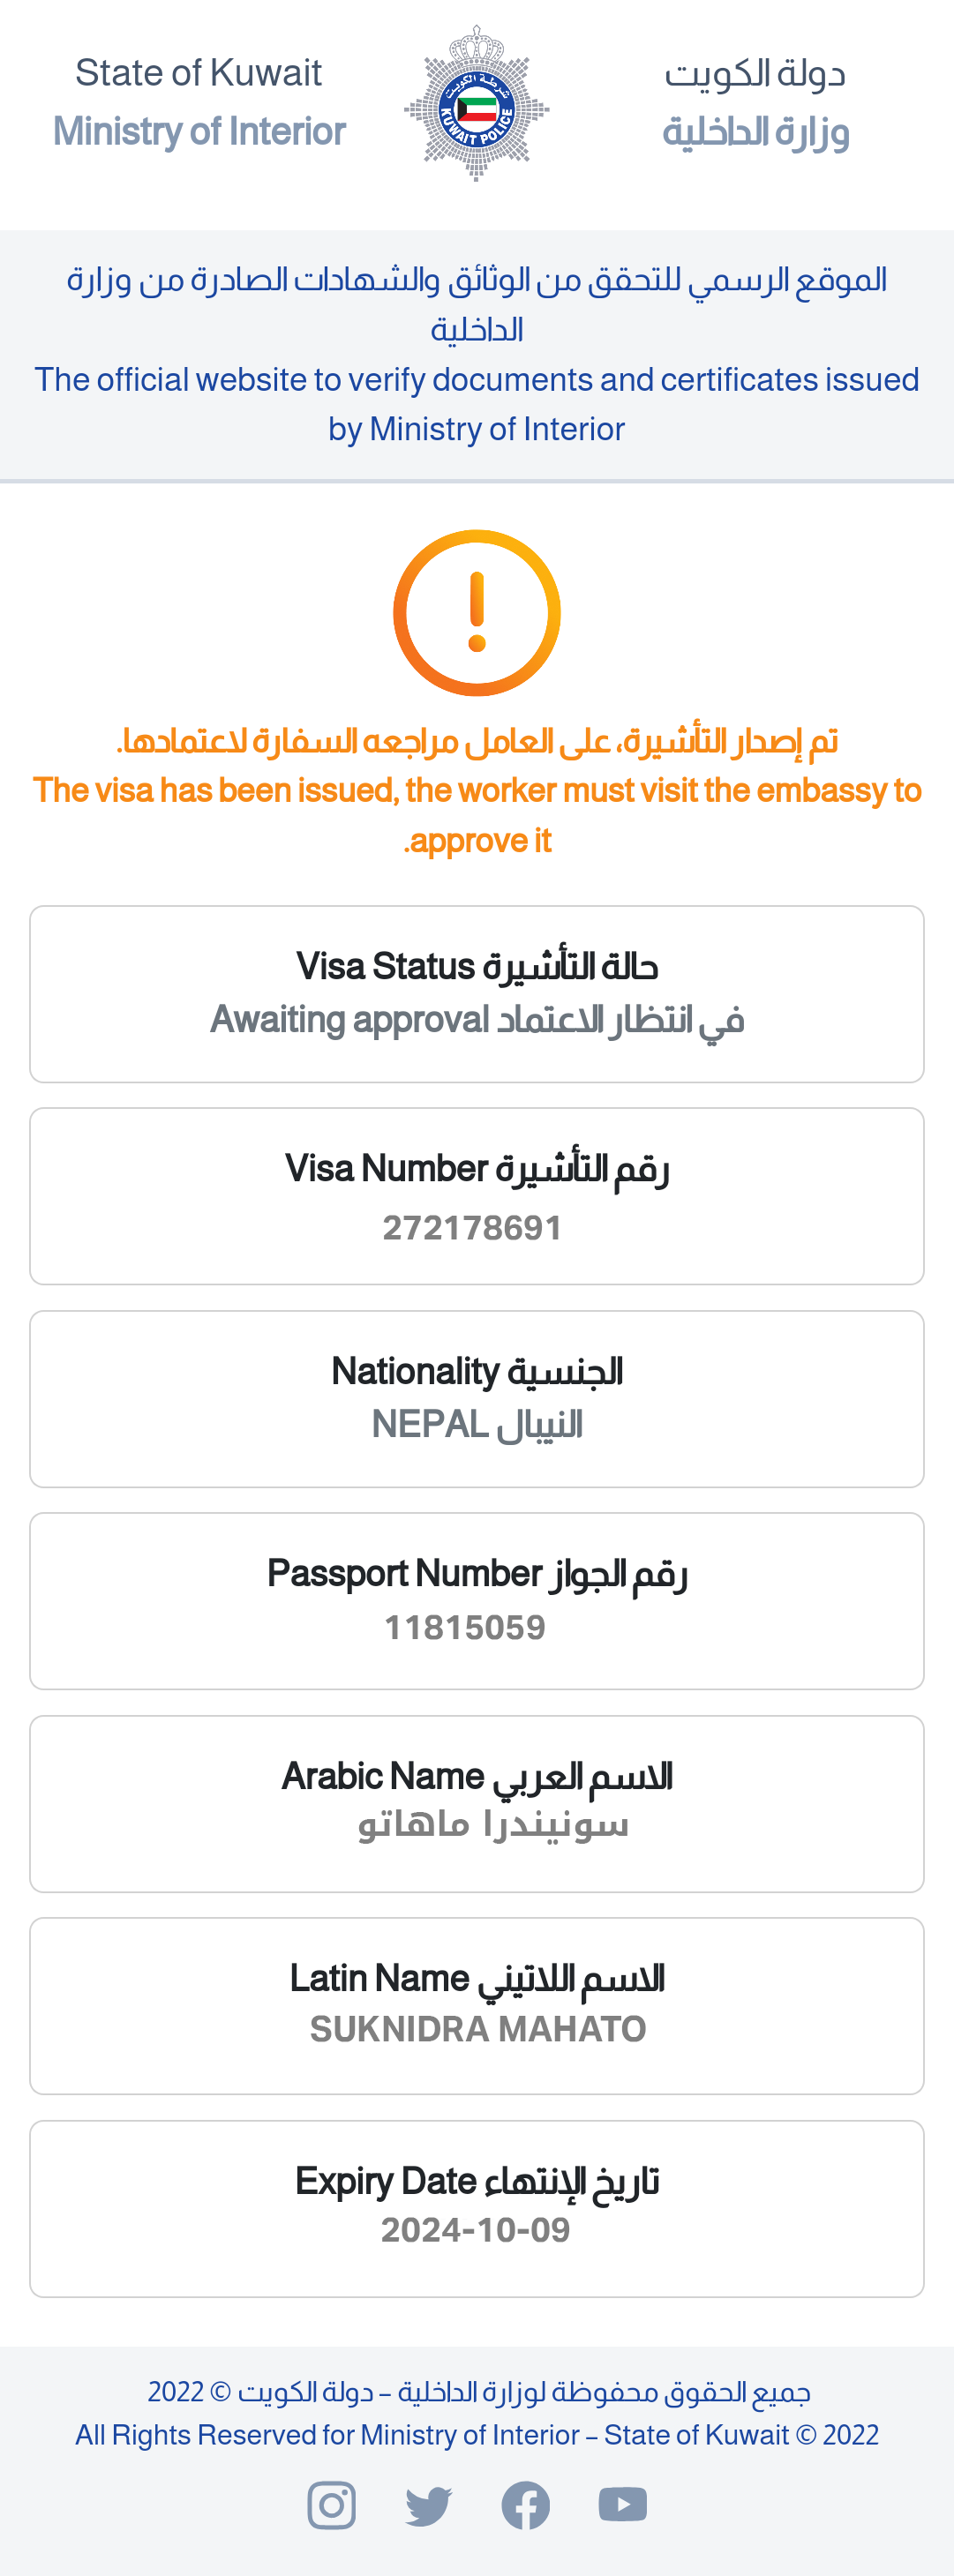 State of Kuwait
Ministry of Interior
شرطة الكويت
KUWAIT POLICE
دولة الكويت
وزارة الداخلية
الموقع الرسمي للتحقق من الوثائق والشهادات الصادرة من وزارة
الداخلية
The official website to verify documents and certificates issued
by Ministry of Interior
تم إصدار التأشيرة، على العامل مراجعه السفارة لاعتمادها.
The visa has been issued, the worker must visit the embassy to
.approve it
Visa Status حالة التأشيرة
Awaiting approval في انتظار الاعتماد
Visa Number رقم التأشيرة
272178691
Nationality الجنسية
NEPAL النيبال
Passport Number رقم الجواز
11815059
Arabic Name الاسم العربي
سونيندرا ماهاتو
Latin Name الاسم اللاتيني
SUKNIDRA MAHATO
Expiry Date تاريخ الإنتهاء
2024-10-09
جميع الحقوق محفوظة لوزارة الداخلية – دولة الكويت © 2022
All Rights Reserved for Ministry of Interior – State of Kuwait © 2022